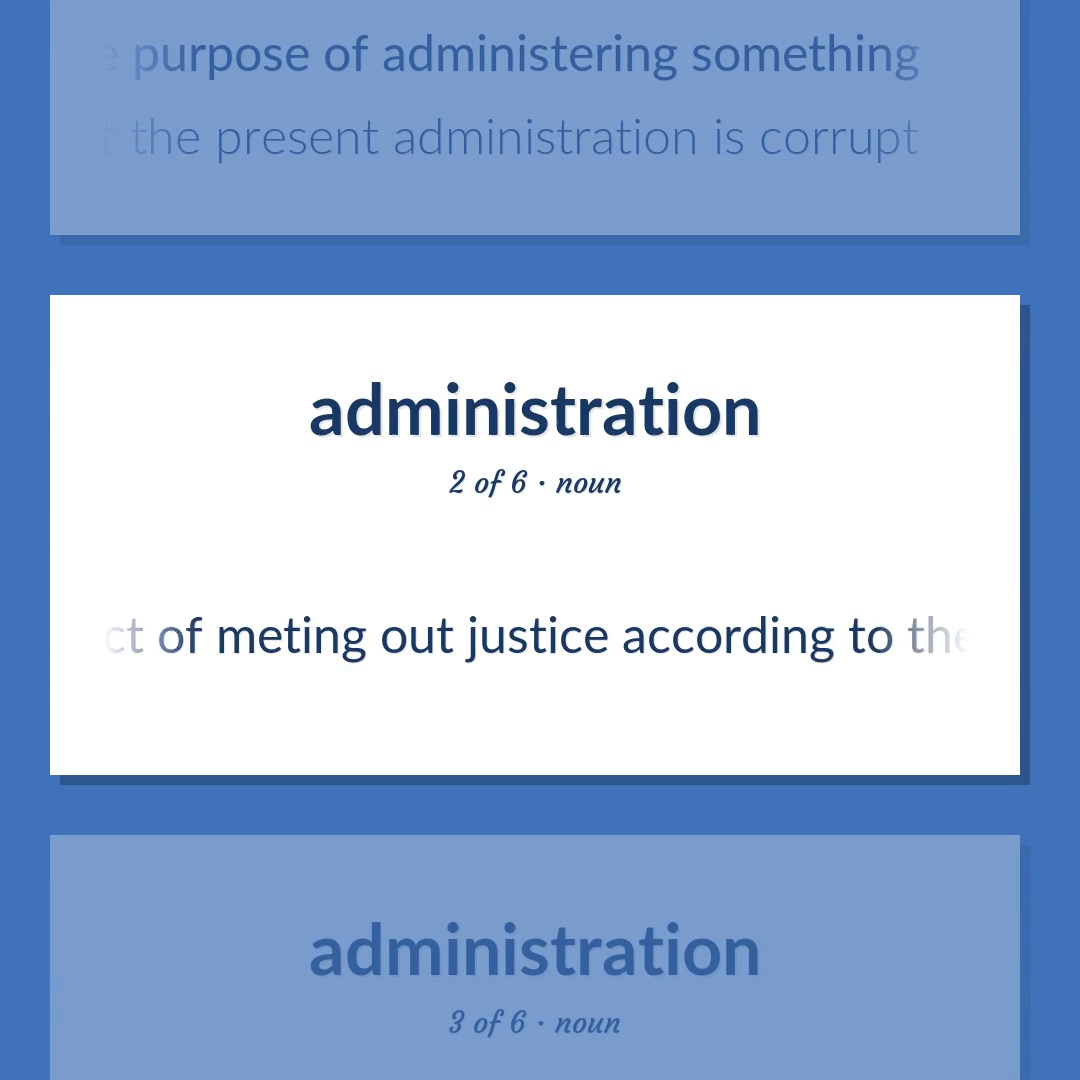 purpose of administering something
the present administration is corrupt
administration
2 of 6 · noun
of meting out justice according to the
administration
3 of 6 · noun